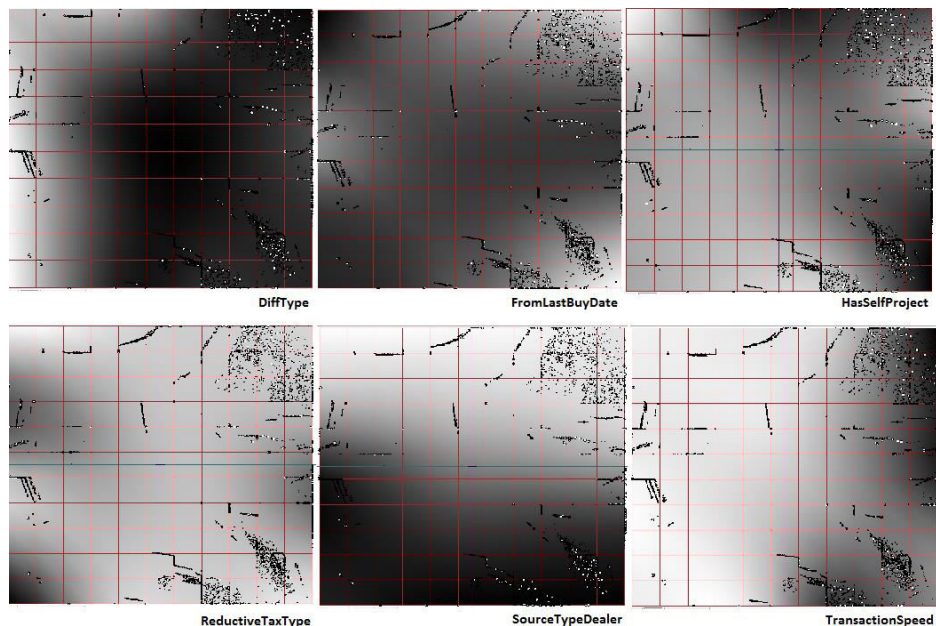 DiffType
FromLastBuyDate
HasSelfProject
ReductiveTaxType
SourceTypeDealer
TransactionSpeed